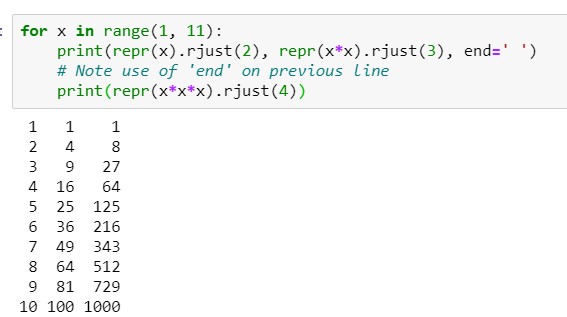 for x in range(1, 11):
    print(repr(x).rjust(2), repr(x*x).rjust(3), end=' ')
    # Note use of 'end' on previous line
    print(repr(x*x*x).rjust(4))
 1   1    1
 2   4    8
 3   9   27
 4  16   64
 5  25  125
 6  36  216
 7  49  343
 8  64  512
 9  81  729
10 100 1000